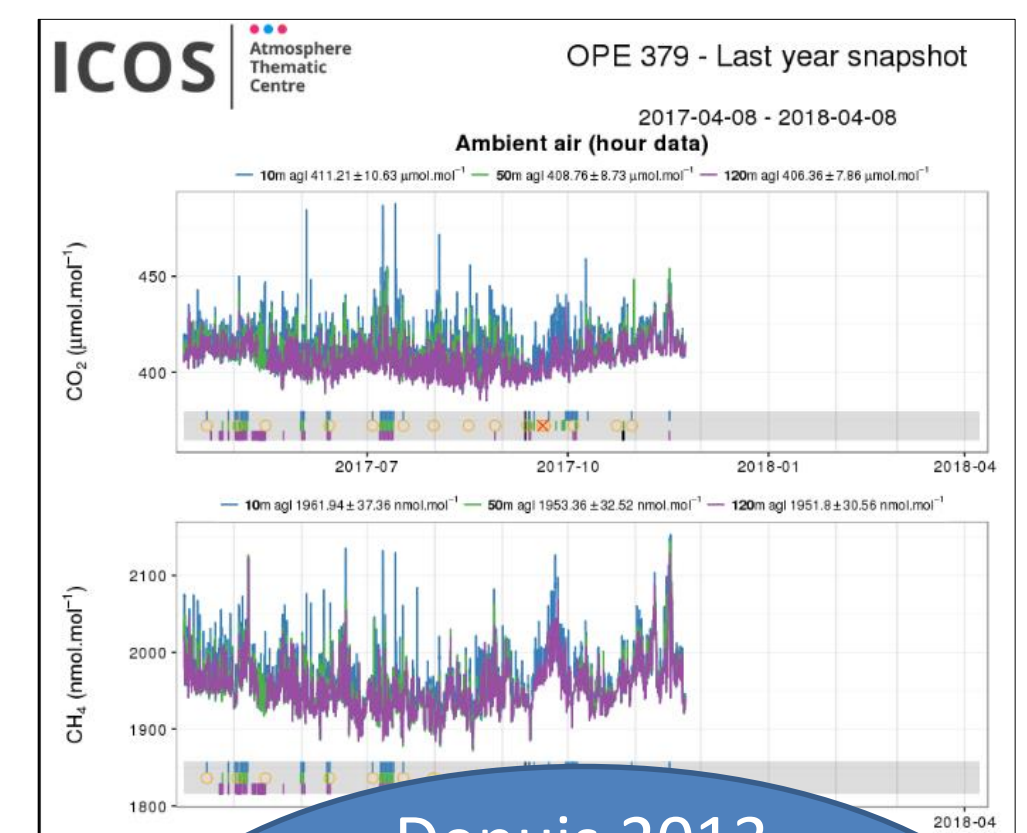 ICOS
Atmosphere
Thematic
Centre
OPE 379 - Last year snapshot
2017-04-08 - 2018-04-08
Ambient air (hour data)
10m agl 411.21±10.63 μmol.mol⁻¹ 50m agl 408.76±8.73 μmol.mol⁻¹ 120m agl 406.36±7.86 μmol.mol⁻¹
CO₂ (μmol.mol⁻¹)
450
400
2017-07 2017-10 2018-01 2018-04
10m agl 1961.94±37.36 nmol.mol⁻¹ 50m agl 1953.36±32.52 nmol.mol⁻¹ 120m agl 1951.8±30.56 nmol.mol⁻¹
CH₄ (nmol.mol⁻¹)
2100
2000
1900
1800
2018-04